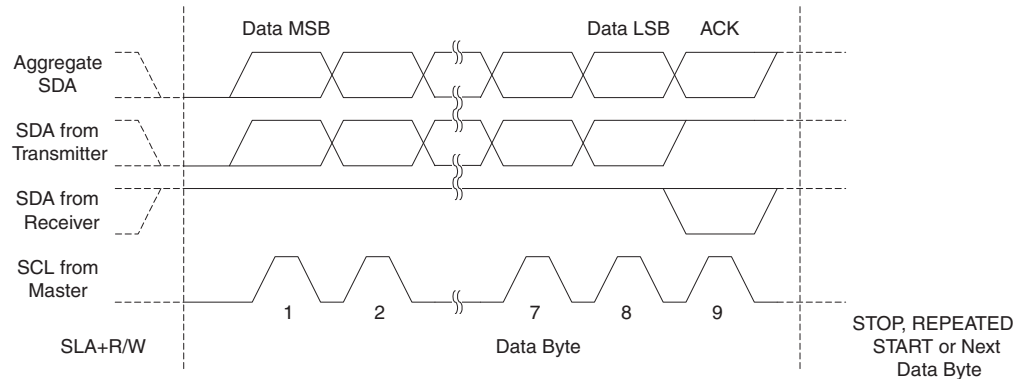 Data MSB
Data LSB
ACK
Aggregate
SDA
SDA from
Transmitter
SDA from
Receiver
SCL from
Master
1
2
7
8
9
SLA+R/W
Data Byte
STOP, REPEATED
START or Next
Data Byte